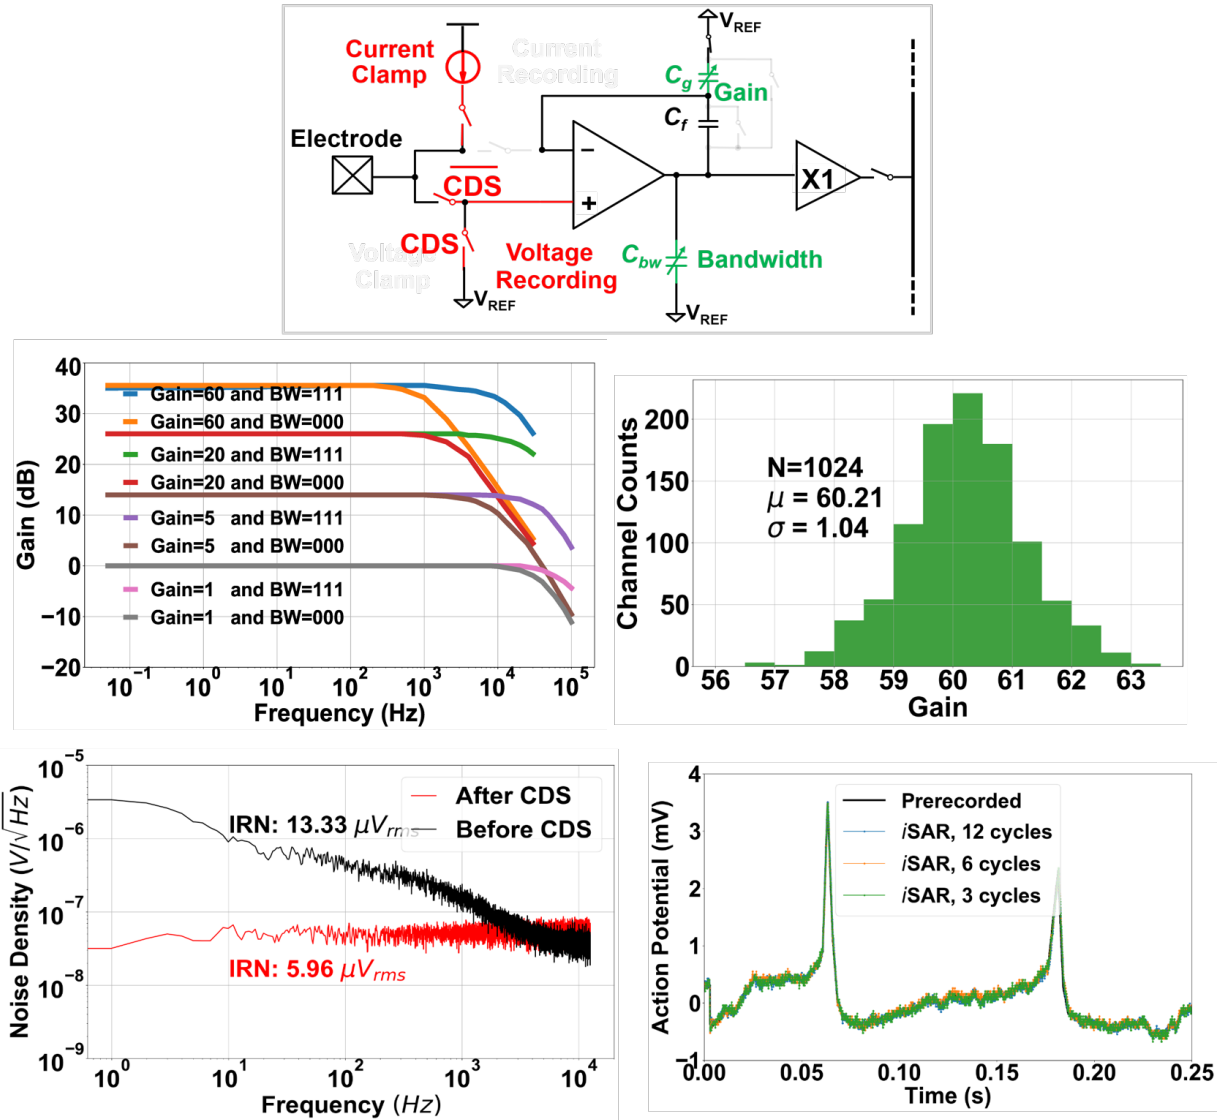 V_REF
Current
Clamp
Current
Recording
C_g
Gain
C_f
Electrode
CDS
X1
−
+
CDS
Voltage
Clamp
Voltage
Recording
C_bw
Bandwidth
V_REF
V_REF
40
30
20
10
0
−10
−20
Gain (dB)
Gain=60 and BW=111
Gain=60 and BW=000
Gain=20 and BW=111
Gain=20 and BW=000
Gain=5 and BW=111
Gain=5 and BW=000
Gain=1 and BW=111
Gain=1 and BW=000
10^−1 10^0 10^1 10^2 10^3 10^4 10^5
Frequency (Hz)
200
150
100
50
0
Channel Counts
N=1024
μ = 60.21
σ = 1.04
56 57 58 59 60 61 62 63
Gain
10^−5
10^−6
10^−7
10^−8
10^−9
Noise Density (V/√Hz)
After CDS
Before CDS
IRN: 13.33 μV_rms
IRN: 5.96 μV_rms
10^0 10^1 10^2 10^3 10^4
Frequency (Hz)
4
3
2
1
0
−1
Action Potential (mV)
Prerecorded
iSAR, 12 cycles
iSAR, 6 cycles
iSAR, 3 cycles
0.00 0.05 0.10 0.15 0.20 0.25
Time (s)